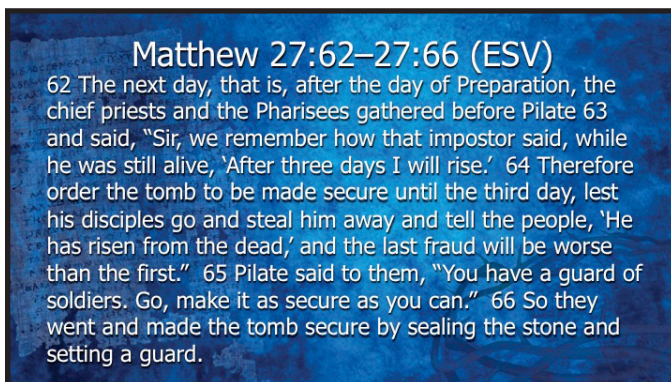 Matthew 27:62–27:66 (ESV)
62 The next day, that is, after the day of Preparation, the
chief priests and the Pharisees gathered before Pilate 63
and said, “Sir, we remember how that impostor said, while
he was still alive, ‘After three days I will rise.’ 64 Therefore
order the tomb to be made secure until the third day, lest
his disciples go and steal him away and tell the people, ‘He
has risen from the dead,’ and the last fraud will be worse
than the first.” 65 Pilate said to them, “You have a guard of
soldiers. Go, make it as secure as you can.” 66 So they
went and made the tomb secure by sealing the stone and
setting a guard.